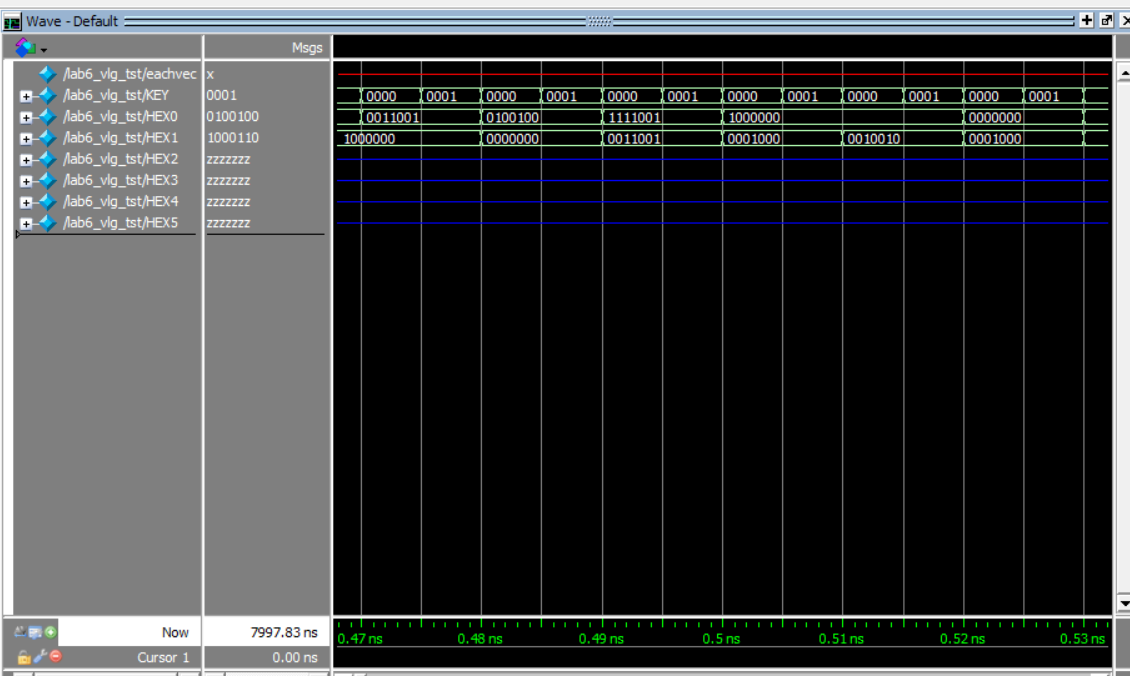 Wave - Default
Msgs
/lab6_vlg_tst/eachvec x
/lab6_vlg_tst/KEY 0001 0000 0001 0000 0001 0000 0001 0000 0001 0000 0001 0000 0001
/lab6_vlg_tst/HEX0 0100100 0011001 0100100 1111001 1000000 0000000
/lab6_vlg_tst/HEX1 1000110 1000000 0000000 0011001 0001000 0010010 0001000
/lab6_vlg_tst/HEX2 zzzzzzz
/lab6_vlg_tst/HEX3 zzzzzzz
/lab6_vlg_tst/HEX4 zzzzzzz
/lab6_vlg_tst/HEX5 zzzzzzz
Now 7997.83 ns 0.47 ns 0.48 ns 0.49 ns 0.5 ns 0.51 ns 0.52 ns 0.53 ns
Cursor 1 0.00 ns